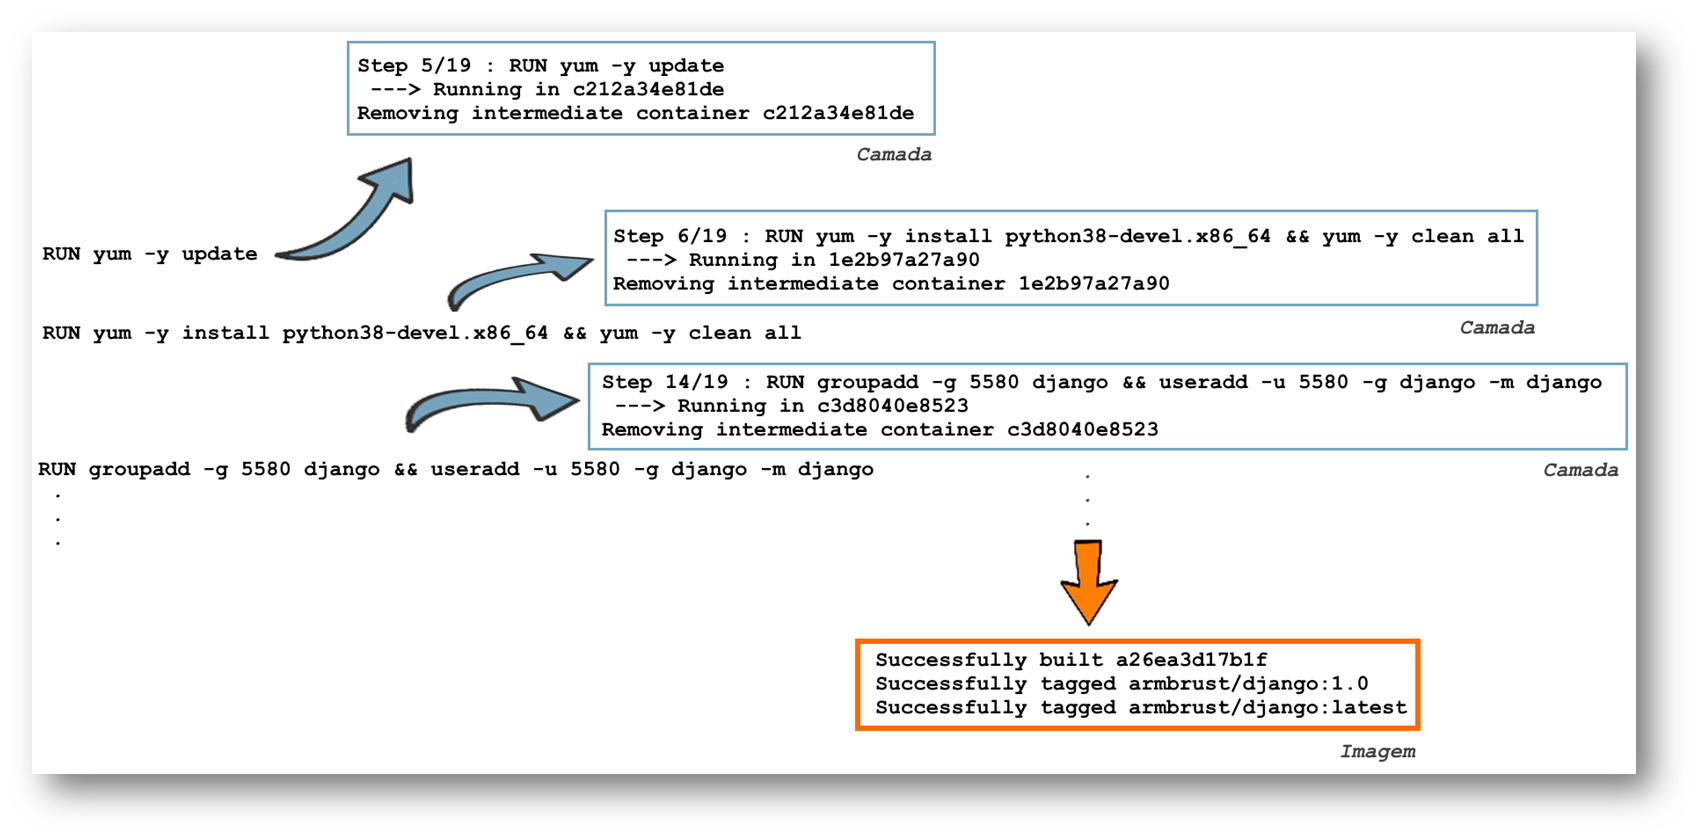 Step 5/19 : RUN yum -y update
---> Running in c212a34e81de
Removing intermediate container c212a34e81de
Camada
RUN yum -y update
Step 6/19 : RUN yum -y install python38-devel.x86_64 && yum -y clean all
---> Running in 1e2b97a27a90
Removing intermediate container 1e2b97a27a90
Camada
RUN yum -y install python38-devel.x86_64 && yum -y clean all
Step 14/19 : RUN groupadd -g 5580 django && useradd -u 5580 -g django -m django
---> Running in c3d8040e8523
Removing intermediate container c3d8040e8523
Camada
RUN groupadd -g 5580 django && useradd -u 5580 -g django -m django
.
.
.
.
.
.
Successfully built a26ea3d17b1f
Successfully tagged armbrust/django:1.0
Successfully tagged armbrust/django:latest
Imagem